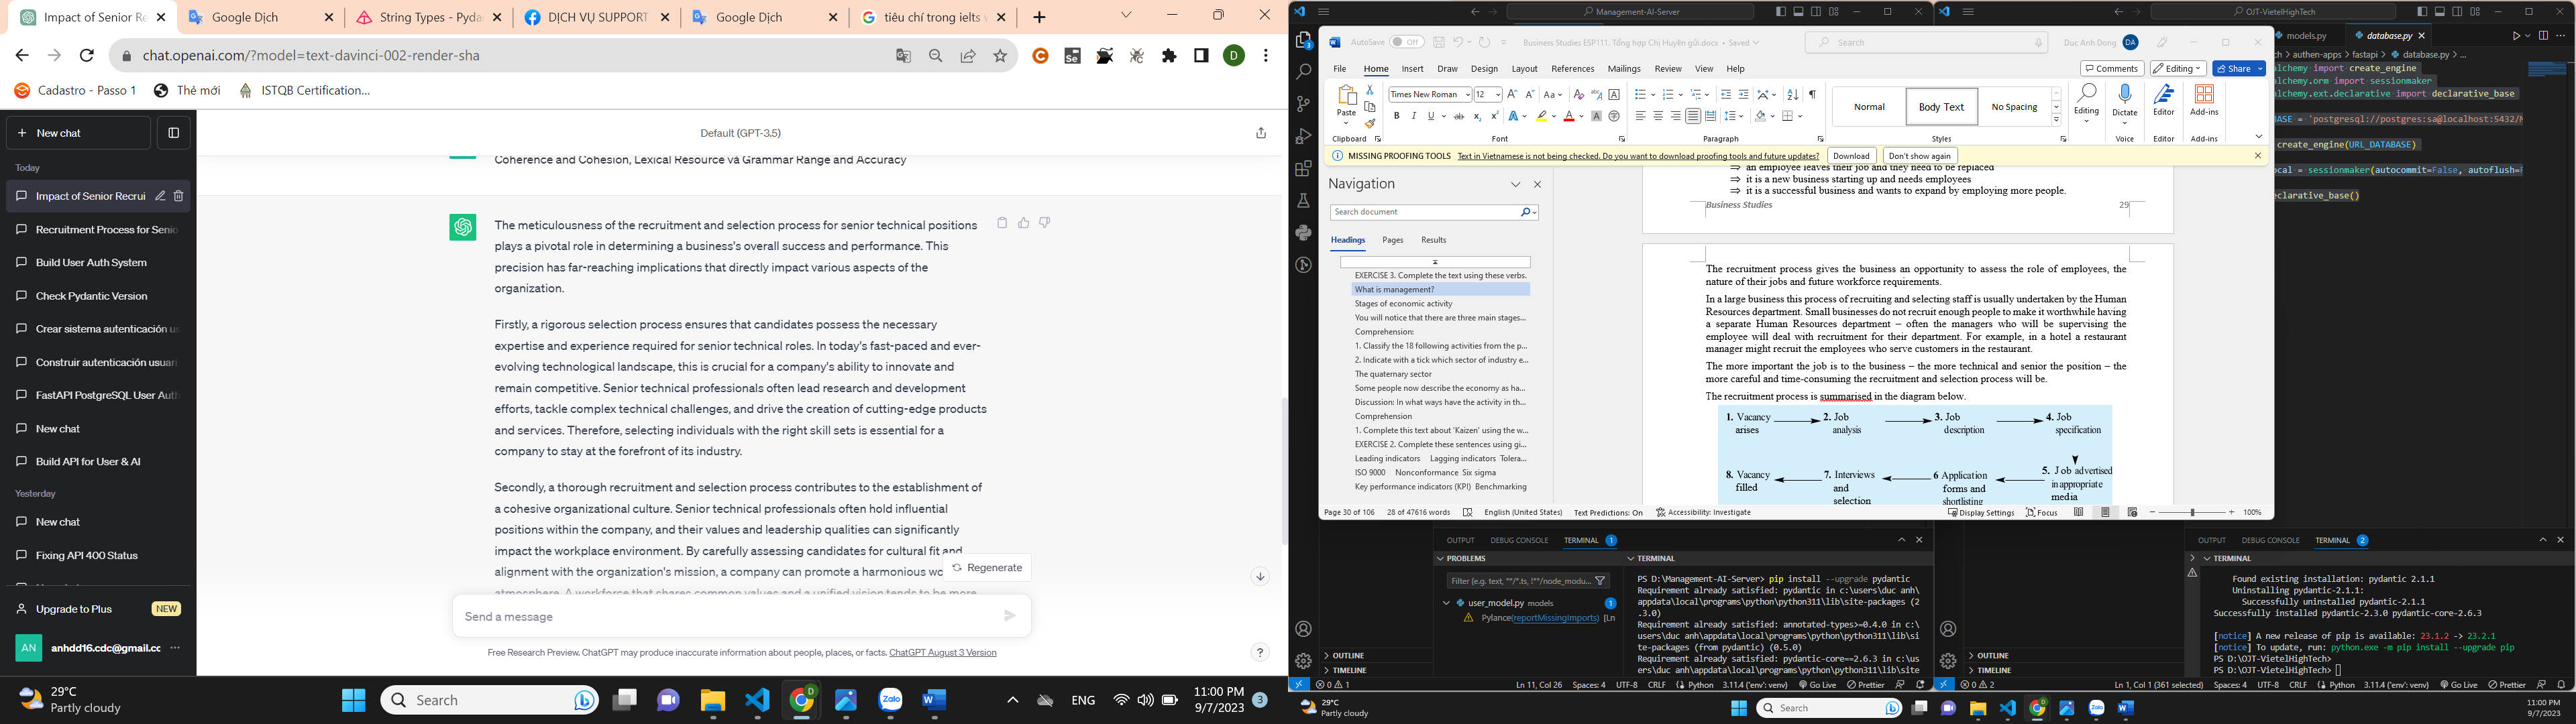 Impact of Senior Re
Google Dịch
String Types - Pyda
DỊCH VỤ SUPPORT
Google Dịch
tiêu chí trong ielts w
chat.openai.com/?model=text-davinci-002-render-sha
Cadastro - Passo 1
Thẻ mới
ISTQB Certification...
New chat
Today
Impact of Senior Recrui
Recruitment Process for Senio
Build User Auth System
Check Pydantic Version
Crear sistema autenticación us
Construir autenticación usuari
FastAPI PostgreSQL User Auth
New chat
Build API for User & AI
Yesterday
New chat
Fixing API 400 Status
Upgrade to Plus
NEW
AN
anhdd16.cdc@gmail.cc
Default (GPT-3.5)
Coherence and Cohesion, Lexical Resource và Grammar Range and Accuracy
The meticulousness of the recruitment and selection process for senior technical positions
plays a pivotal role in determining a business's overall success and performance. This
precision has far-reaching implications that directly impact various aspects of the
organization.
Firstly, a rigorous selection process ensures that candidates possess the necessary
expertise and experience required for senior technical roles. In today's fast-paced and ever-
evolving technological landscape, this is crucial for a company's ability to innovate and
remain competitive. Senior technical professionals often lead research and development
efforts, tackle complex technical challenges, and drive the creation of cutting-edge products
and services. Therefore, selecting individuals with the right skill sets is essential for a
company to stay at the forefront of its industry.
Secondly, a thorough recruitment and selection process contributes to the establishment of
a cohesive organizational culture. Senior technical professionals often hold influential
positions within the company, and their values and leadership qualities can significantly
impact the workplace environment. By carefully assessing candidates for cultural fit and
alignment with the organization's mission, a company can promote a harmonious wo
atmosphere. A workforce that shares common values and a unified vision tends to be more
Regenerate
Send a message
Free Research Preview. ChatGPT may produce inaccurate information about people, places, or facts. ChatGPT August 3 Version
29°C
Partly cloudy
Search
Zalo
ENG
11:00 PM
9/7/2023
3
Management-AI-Server
OJT-VietelHighTech
AutoSave
Off
Business Studies ESP111. Tổng hợp Chị Huyền gửi.docx • Saved
Search
Duc Anh Dong
DA
File
Home
Insert
Draw
Design
Layout
References
Mailings
Review
View
Help
Comments
Editing
Share
Paste
Times New Roman
12
Normal
Body Text
No Spacing
Editing
Dictate
Editor
Add-ins
Clipboard
Font
Paragraph
Styles
Voice
Editor
Add-ins
MISSING PROOFING TOOLS
Text in Vietnamese is not being checked. Do you want to download proofing tools and future updates?
Download
Don't show again
Navigation
Search document
Headings
Pages
Results
EXERCISE 3. Complete the text using these verbs.
What is management?
Stages of economic activity
You will notice that there are three main stages...
Comprehension:
1. Classify the 18 following activities from the p...
2. Indicate with a tick which sector of industry e...
The quaternary sector
Some people now describe the economy as ha...
Discussion: In what ways have the activity in th...
Comprehension
1. Complete this text about 'Kaizen' using the w...
EXERCISE 2. Complete these sentences using gi...
Leading indicators Lagging indicators Tolera...
ISO 9000 Nonconformance Six sigma
Key performance indicators (KPI) Benchmarking
⇒ an employee leaves their job and they need to be replaced
⇒ it is a new business starting up and needs employees
⇒ it is a successful business and wants to expand by employing more people.
Business Studies
29
The recruitment process gives the business an opportunity to assess the role of employees, the
nature of their jobs and future workforce requirements.
In a large business this process of recruiting and selecting staff is usually undertaken by the Human
Resources department. Small businesses do not recruit enough people to make it worthwhile having
a separate Human Resources department – often the managers who will be supervising the
employee will deal with recruitment for their department. For example, in a hotel a restaurant
manager might recruit the employees who serve customers in the restaurant.
The more important the job is to the business – the more technical and senior the position – the
more careful and time-consuming the recruitment and selection process will be.
The recruitment process is summarised in the diagram below.
1. Vacancy
arises
2. Job
analysis
3. Job
description
4. Job
specification
8. Vacancy
filled
7. Interviews
and
selection
6 Application
forms and
shortlisting
5. J ob advertised
in appropriate
media
Page 30 of 106
28 of 47616 words
English (United States)
Text Predictions: On
Accessibility: Investigate
Display Settings
Focus
100%
models.py
database.py
ch > authen-apps > fastapi > database.py > ...
alchemy import create_engine
alchemy.orm import sessionmaker
alchemy.ext.declarative import declarative_base
BASE = 'postgresql://postgres:sa@localhost:5432/M
create_engine(URL_DATABASE)
ocal = sessionmaker(autocommit=False, autoflush=F
eclarative_base()
OUTPUT
DEBUG CONSOLE
TERMINAL
1
PROBLEMS
Filter (e.g. text, **/*.ts, !**/node_modu...
user_model.py models
1
Pylance(reportMissingImports) [Ln
TERMINAL
PS D:\Management-AI-Server> pip install --upgrade pydantic
Requirement already satisfied: pydantic in c:\users\duc anh\
appdata\local\programs\python\python311\lib\site-packages (2
.3.0)
Requirement already satisfied: annotated-types>=0.4.0 in c:\
users\duc anh\appdata\local\programs\python\python311\lib\si
te-packages (from pydantic) (0.5.0)
Requirement already satisfied: pydantic-core==2.6.3 in c:\us
ers\duc anh\appdata\local\programs\python\python311\lib\site
OUTLINE
TIMELINE
0 1
Ln 11, Col 26
Spaces: 4
UTF-8
CRLF
Python
3.11.4 ('env': venv)
Go Live
Prettier
OUTPUT
DEBUG CONSOLE
TERMINAL
2
TERMINAL
Found existing installation: pydantic 2.1.1
Uninstalling pydantic-2.1.1:
Successfully uninstalled pydantic-2.1.1
Successfully installed pydantic-2.3.0 pydantic-core-2.6.3
[notice] A new release of pip is available: 23.1.2 -> 23.2.1
[notice] To update, run: python.exe -m pip install --upgrade pip
PS D:\OJT-VietelHighTech>
PS D:\OJT-VietelHighTech>
OUTLINE
TIMELINE
0 2
Ln 1, Col 1 (361 selected)
Spaces: 4
UTF-8
CRLF
Python
3.11.4 ('env': venv)
Go Live
Prettier
29°C
Partly cloudy
Search
11:00 PM
9/7/2023